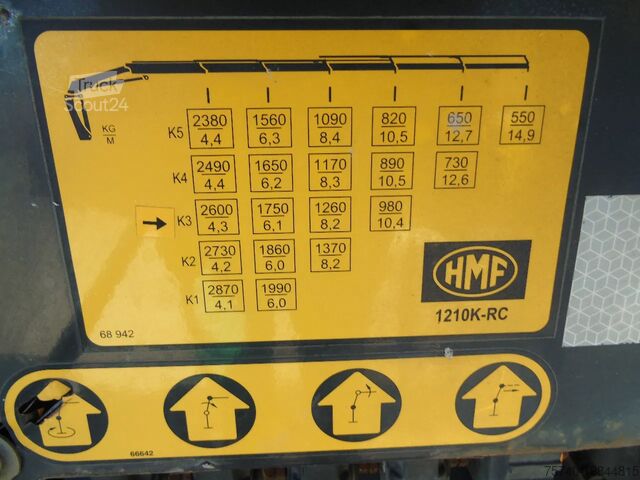 Truck
Scout24
KG
M
K5 2380 1560 1090 820 650 550
4,4 6,3 8,4 10,5 12,7 14,9
K4 2490 1650 1170 890 730
4,4 6,2 8,3 10,5 12,6
K3 2600 1750 1260 980
4,3 6,1 8,2 10,4
K2 2730 1860 1370
4,2 6,0 8,2
K1 2870 1990
4,1 6,0
HMF
1210K-RC
68 942
66642